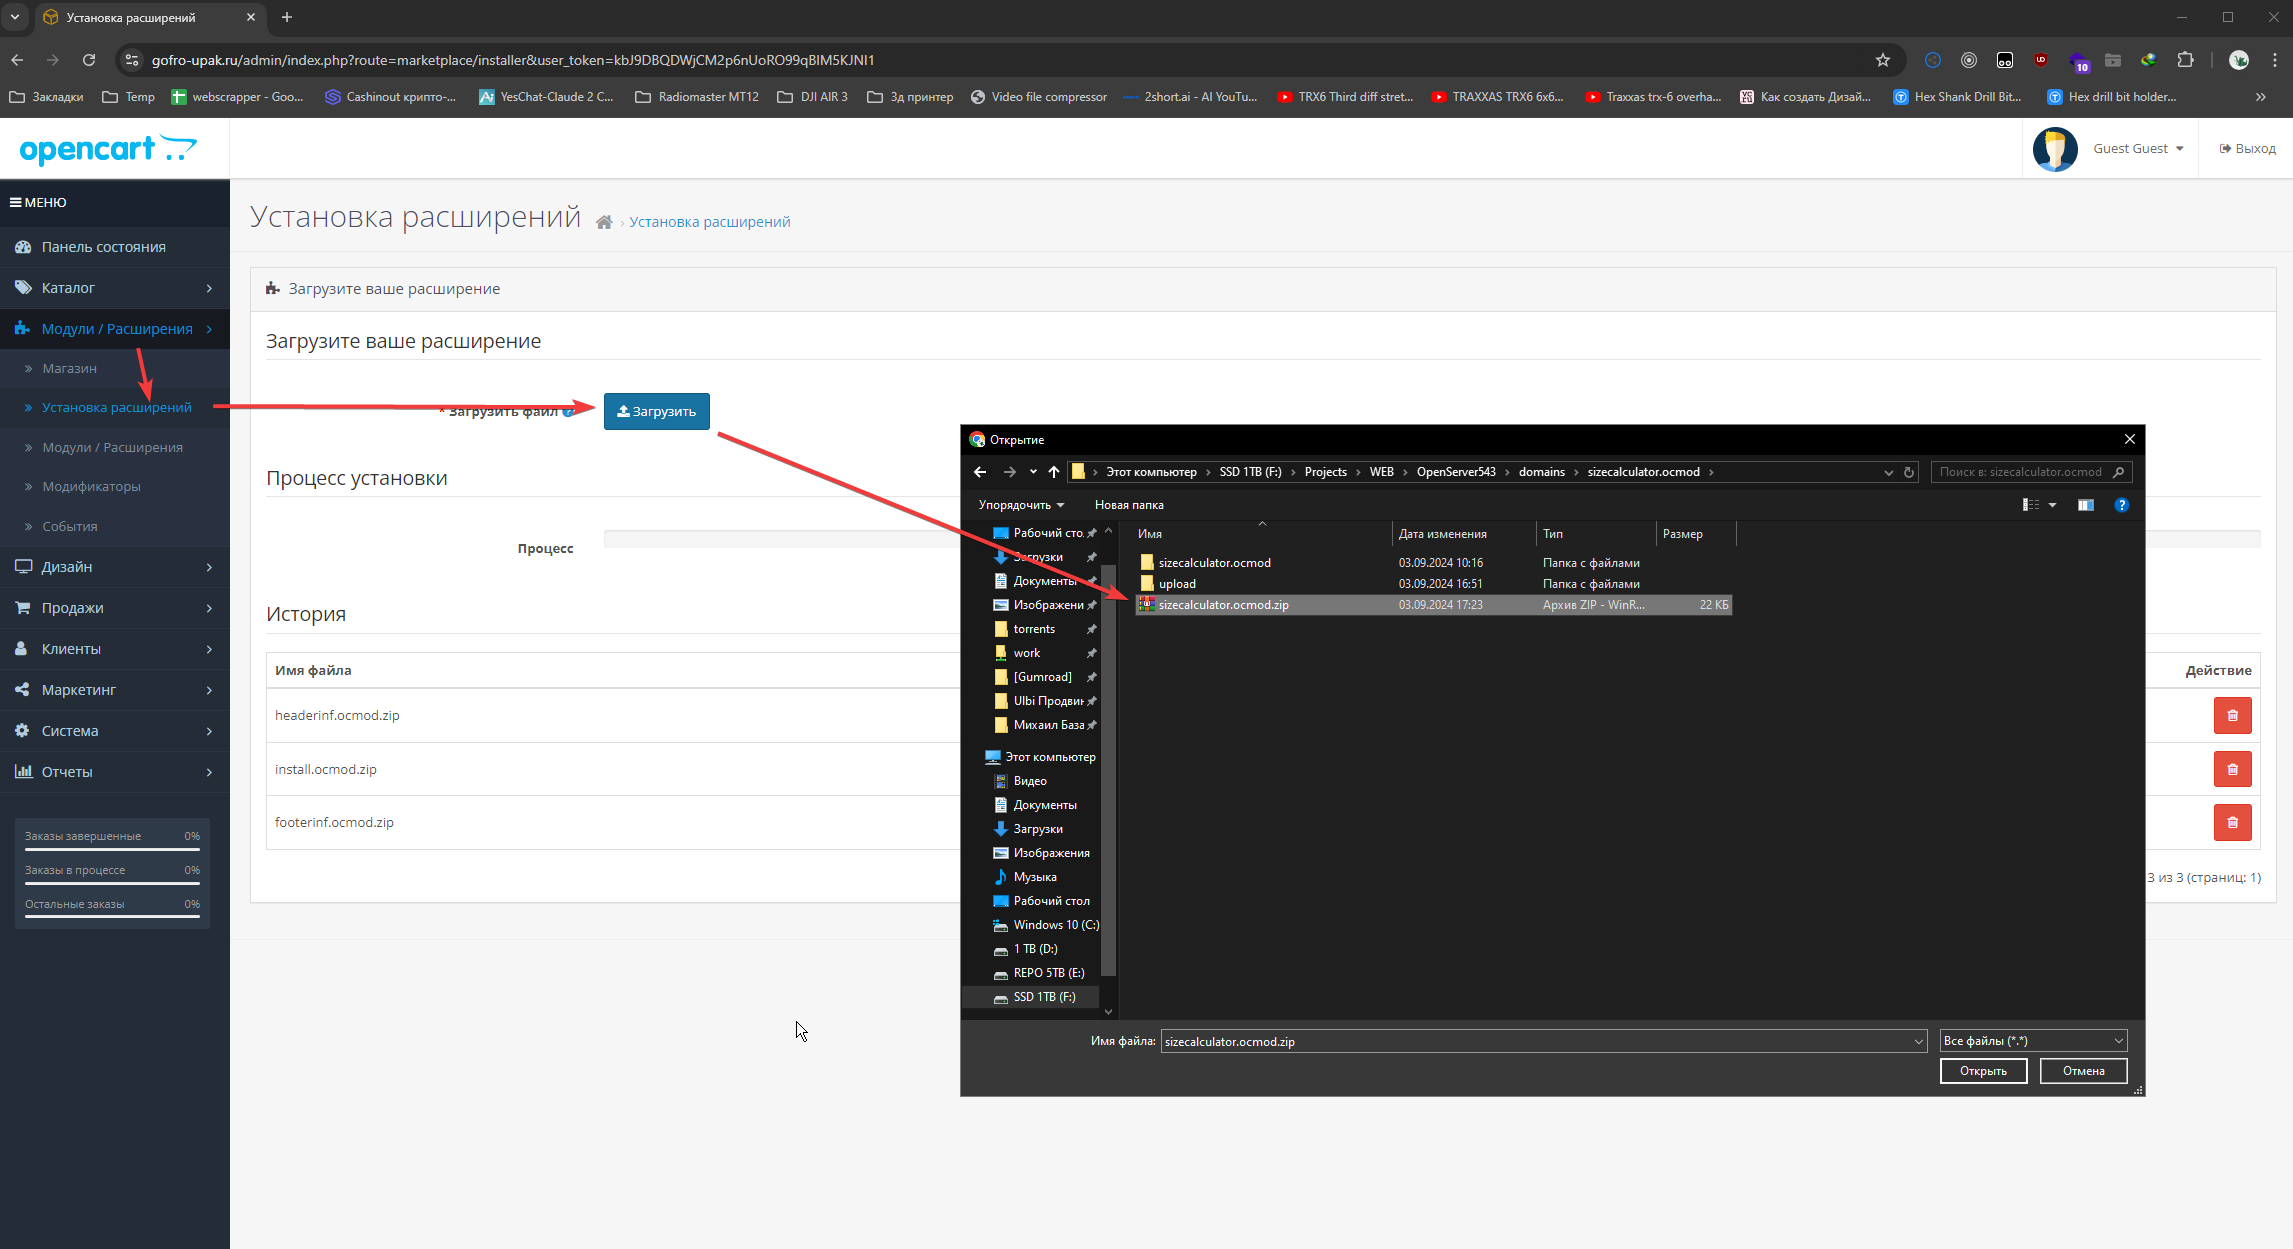 Установка расширений
gofro-upak.ru/admin/index.php?route=marketplace/installer&user_token=kbJ9DBQDWjCM2p6nUoRO99qBIM5KJNI1
10
Закладки
Temp
webscrapper - Goo...
Cashinout крипто-...
YesChat-Claude 2 C...
Radiomaster MT12
DJI AIR 3
3д принтер
Video file compressor
2short.ai - AI YouTu...
TRX6 Third diff stret...
TRAXXAS TRX6 6x6...
Traxxas trx-6 overha...
Как создать Дизай...
Hex Shank Drill Bit...
Hex drill bit holder...
opencart
Guest Guest
Выход
МЕНЮ
Панель состояния
Каталог
Модули / Расширения
Магазин
Установка расширений
Модули / Расширения
Модификаторы
События
Дизайн
Продажи
Клиенты
Маркетинг
Система
Отчеты
Заказы завершенные 0%
Заказы в процессе 0%
Остальные заказы 0%
Установка расширений
› Установка расширений
Загрузите ваше расширение
Загрузите ваше расширение
* Загрузить файл
Загрузить
Процесс установки
Процесс
История
Имя файла
Действие
headerinf.ocmod.zip
install.ocmod.zip
footerinf.ocmod.zip
3 из 3 (страниц: 1)
Открытие
Этот компьютер › SSD 1TB (F:) › Projects › WEB › OpenServer543 › domains › sizecalculator.ocmod ›
Поиск в: sizecalculator.ocmod
Упорядочить
Новая папка
Рабочий сто.
Загрузки
Документы
Изображени
torrents
work
[Gumroad]
Ulbi Продвин
Михаил База
Этот компьютер
Видео
Документы
Загрузки
Изображения
Музыка
Рабочий стол
Windows 10 (C:)
1 TB (D:)
REPO 5TB (E:)
SSD 1TB (F:)
Имя Дата изменения Тип Размер
sizecalculator.ocmod 03.09.2024 10:16 Папка с файлами
upload 03.09.2024 16:51 Папка с файлами
sizecalculator.ocmod.zip 03.09.2024 17:23 Архив ZIP - WinR... 22 КБ
Имя файла: sizecalculator.ocmod.zip
Все файлы (*.*)
Открыть
Отмена